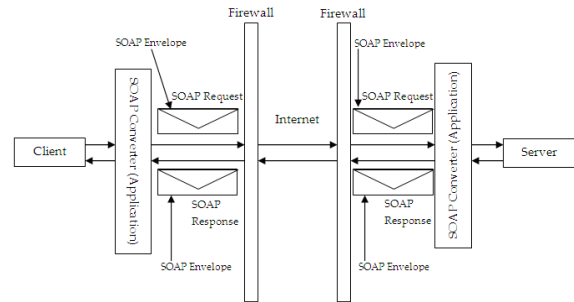 Firewall
Firewall
SOAP Envelope
SOAP Envelope
SOAP Request
SOAP Request
Internet
Client
SOAP Converter (Application)
SOAP Converter (Application)
Server
SOAP
Response
SOAP
Response
SOAP Envelope
SOAP Envelope